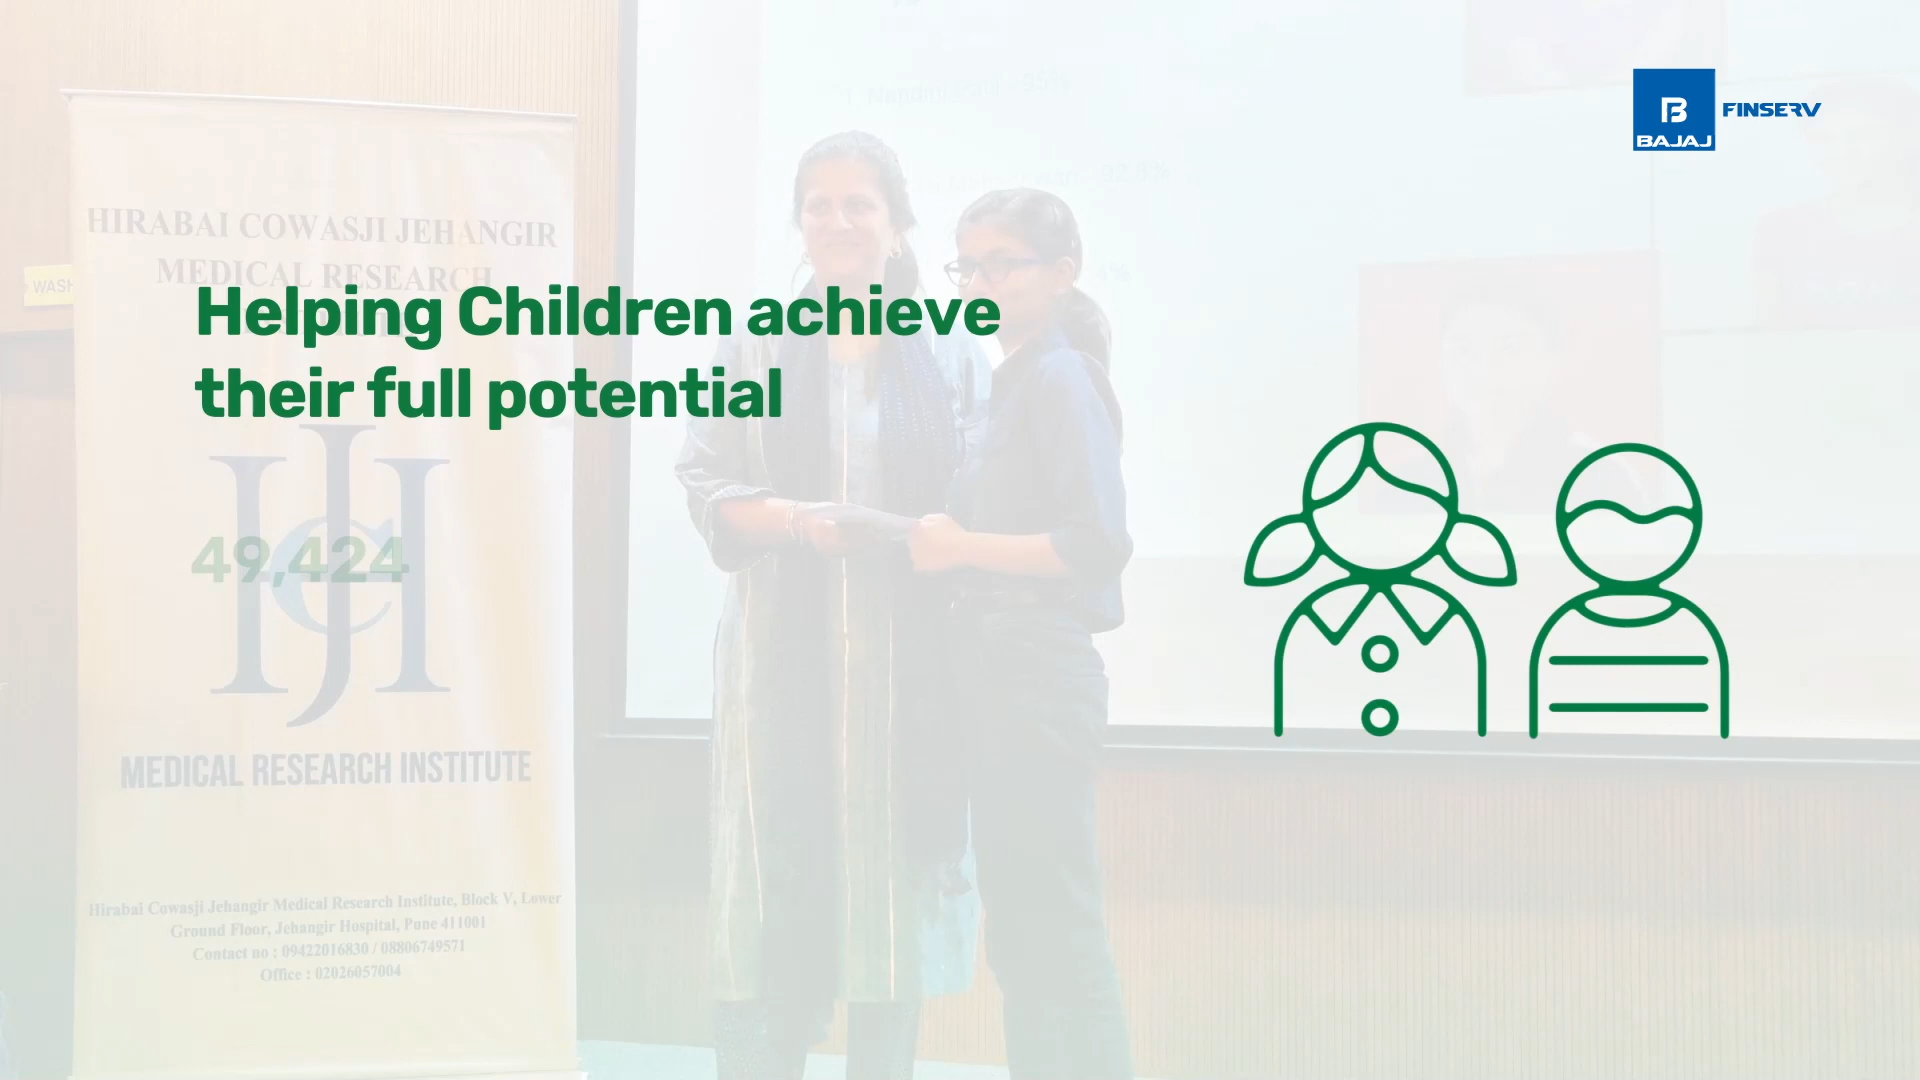 BAJAJ FINSERV
HIRABAI COWASJI JEHANGIR
MEDICAL RESEARCH
WASH
Helping Children achieve
their full potential
49,424
HCJ
MEDICAL RESEARCH INSTITUTE
Hirabai Cowasji Jehangir Medical Research Institute, Block V, Lower
Ground Floor, Jehangir Hospital, Pune 411001
Contact no : 09422016830 / 08806749571
Office : 02026057004